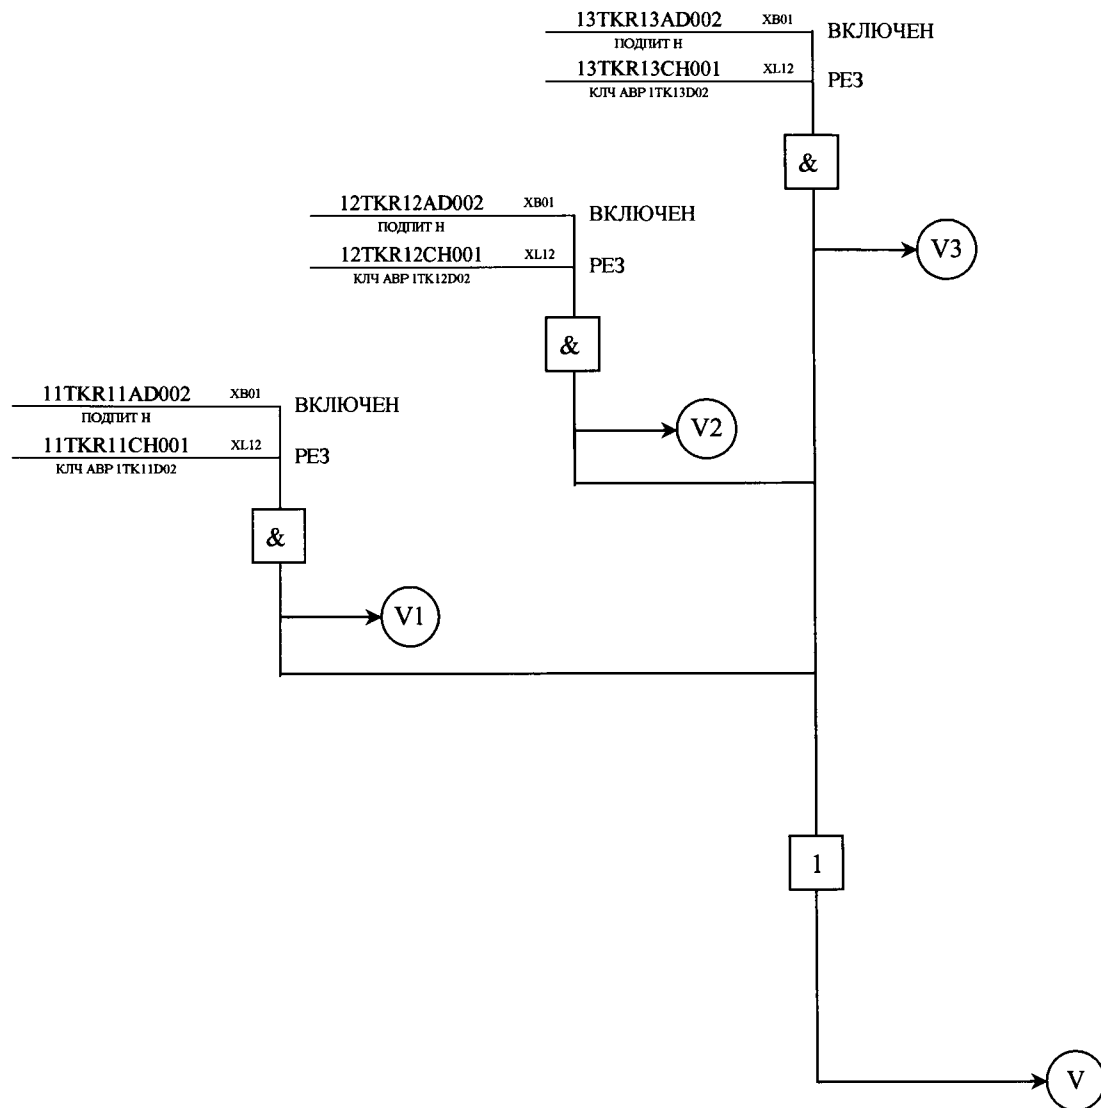 13TKR13AD002 XB01 ВКЛЮЧЕН
ПОДПИТ Н
13TKR13CH001 XL12 РЕЗ
КЛЧ АВР 1TK13D02
&
12TKR12AD002 XB01 ВКЛЮЧЕН
ПОДПИТ Н
12TKR12CH001 XL12 РЕЗ
КЛЧ АВР 1TK12D02
V3
&
11TKR11AD002 XB01 ВКЛЮЧЕН
ПОДПИТ Н
V2
11TKR11CH001 XL12 РЕЗ
КЛЧ АВР 1TK11D02
&
V1
1
V